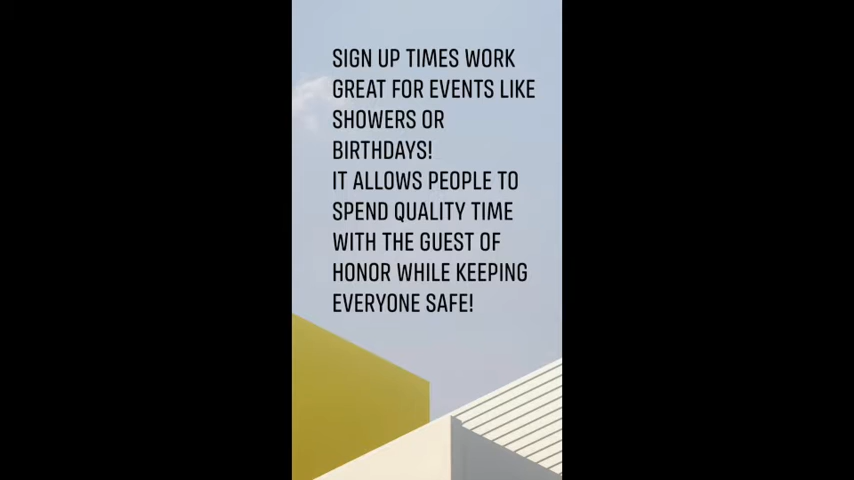 SIGN UP TIMES WORK
GREAT FOR EVENTS LIKE
SHOWERS OR
BIRTHDAYS!
IT ALLOWS PEOPLE TO
SPEND QUALITY TIME
WITH THE GUEST OF
HONOR WHILE KEEPING
EVERYONE SAFE!